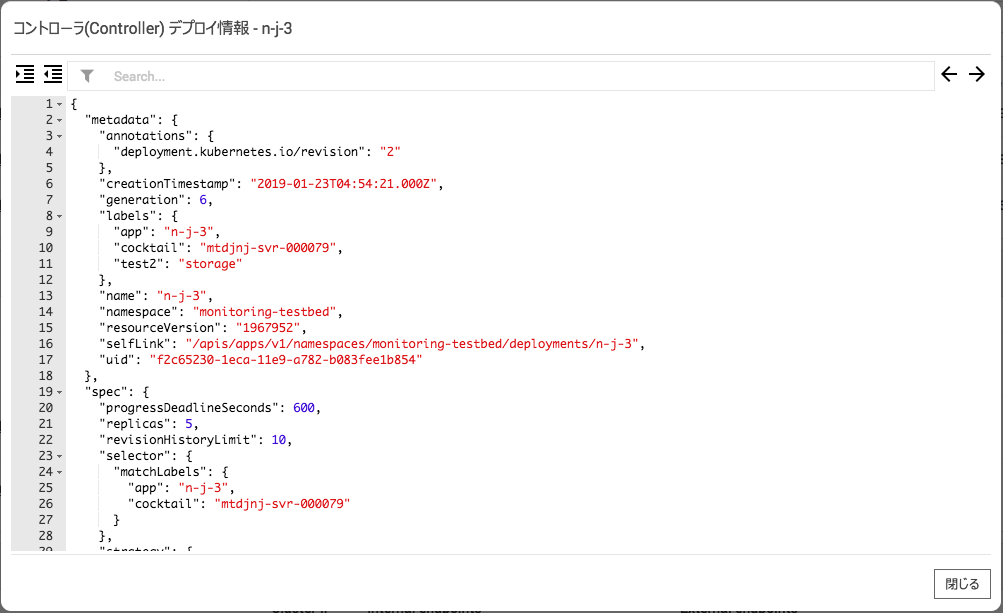 コントローラ(Controller) デプロイ情報 - n-j-3
Search...
1 {
2 "metadata": {
3 "annotations": {
4 "deployment.kubernetes.io/revision": "2"
5 },
6 "creationTimestamp": "2019-01-23T04:54:21.000Z",
7 "generation": 6,
8 "labels": {
9 "app": "n-j-3",
10 "cocktail": "mtdjnj-svr-000079",
11 "test2": "storage"
12 },
13 "name": "n-j-3",
14 "namespace": "monitoring-testbed",
15 "resourceVersion": "1967952",
16 "selfLink": "/apis/apps/v1/namespaces/monitoring-testbed/deployments/n-j-3",
17 "uid": "f2c65230-1eca-11e9-a782-b083fee1b854"
18 },
19 "spec": {
20 "progressDeadlineSeconds": 600,
21 "replicas": 5,
22 "revisionHistoryLimit": 10,
23 "selector": {
24 "matchLabels": {
25 "app": "n-j-3",
26 "cocktail": "mtdjnj-svr-000079"
27 }
28 },
29 "strategy": {
閉じる